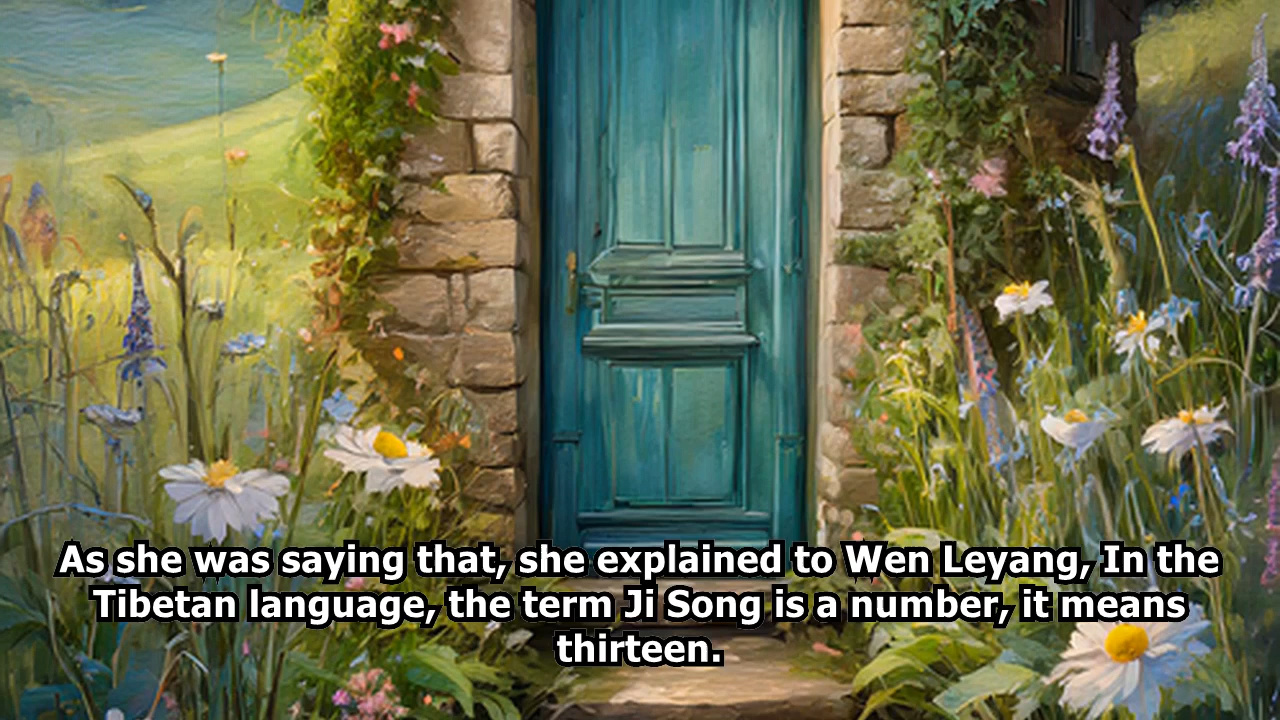 As she was saying that, she explained to Wen Leyang, In the
Tibetan language, the term Ji Song is a number, it means
thirteen.